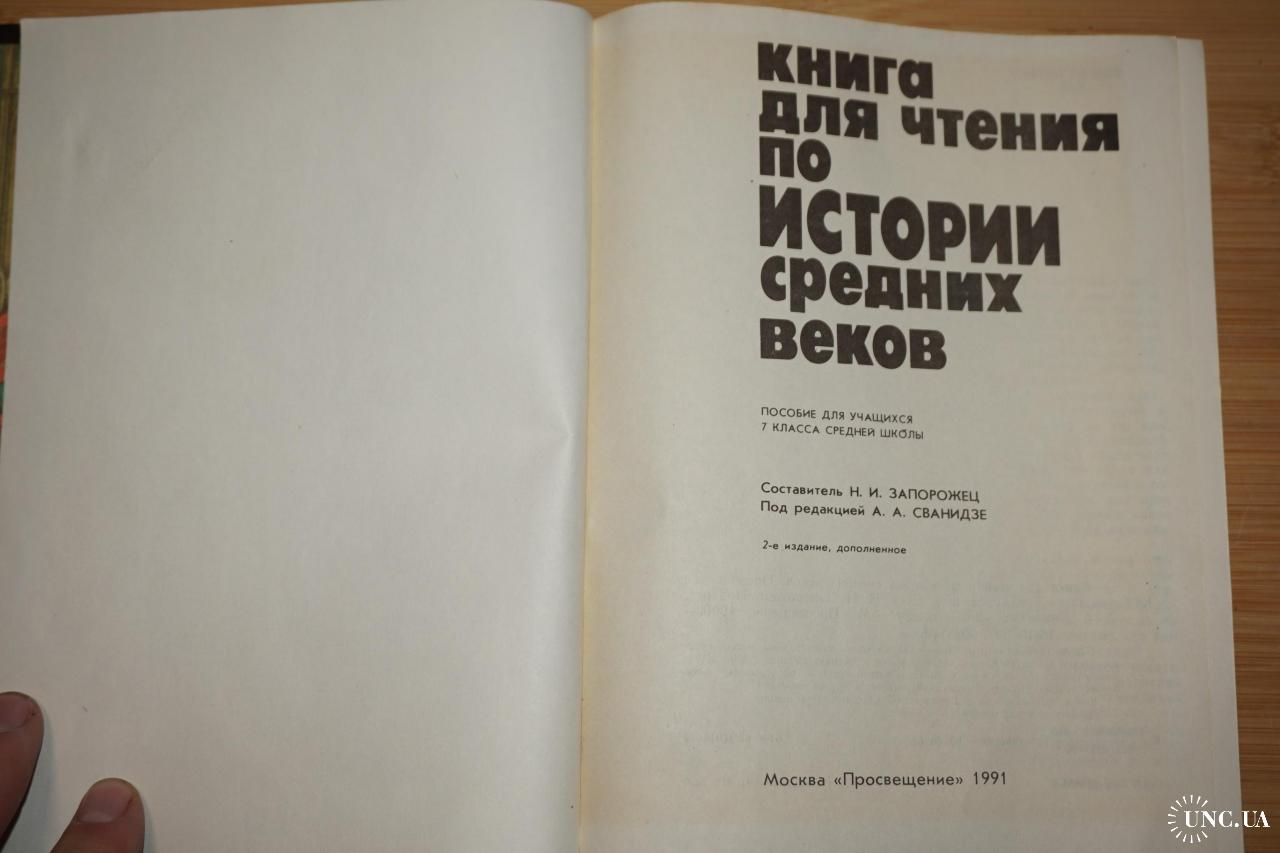 книга
для чтения
по
ИСТОРИИ
средних
веков
ПОСОБИЕ ДЛЯ УЧАЩИХСЯ
7 КЛАССА СРЕДНЕЙ ШКОЛЫ
Составитель Н. И. ЗАПОРОЖЕЦ
Под редакцией А. А. СВАНИДЗЕ
2-е издание, дополненное
Москва «Просвещение» 1991
UNC.UA